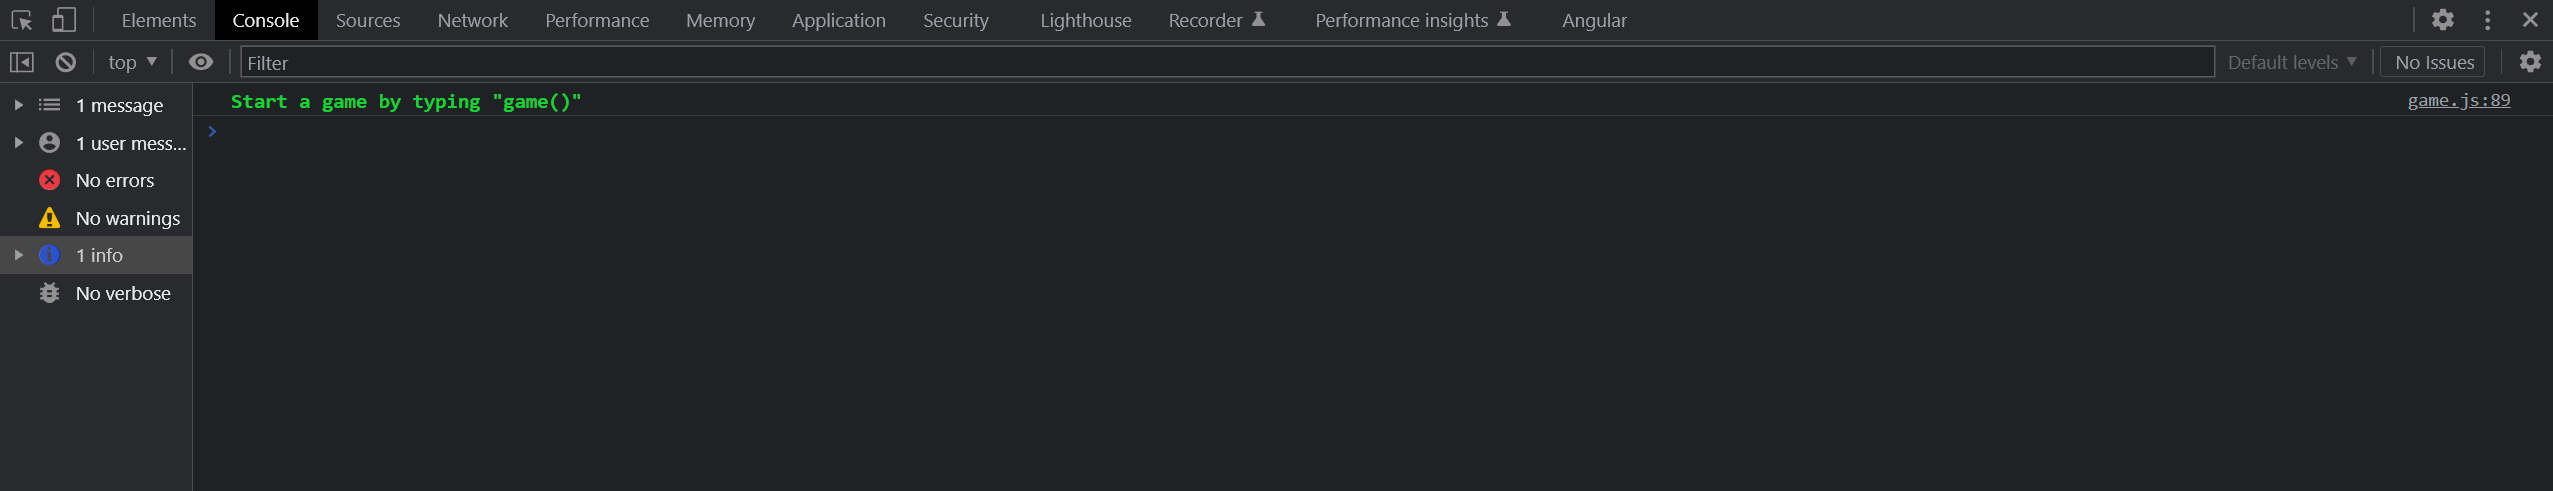 Elements Console Sources Network Performance Memory Application Security Lighthouse Recorder Performance insights Angular
top Filter Default levels No Issues
1 message
1 user mess...
No errors
No warnings
1 info
No verbose
Start a game by typing "game()" game.js:89